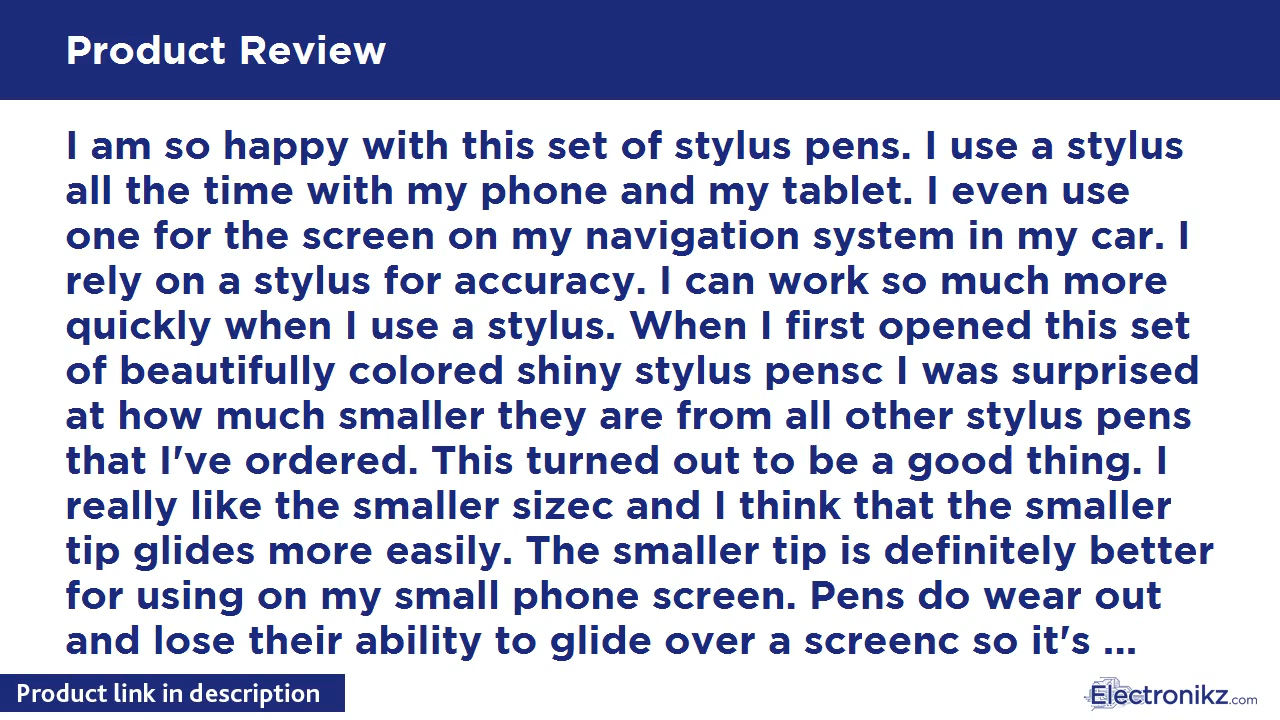 Product Review
I am so happy with this set of stylus pens. I use a stylus
all the time with my phone and my tablet. I even use
one for the screen on my navigation system in my car. I
rely on a stylus for accuracy. I can work so much more
quickly when I use a stylus. When I first opened this set
of beautifully colored shiny stylus pensc I was surprised
at how much smaller they are from all other stylus pens
that I've ordered. This turned out to be a good thing. I
really like the smaller sizec and I think that the smaller
tip glides more easily. The smaller tip is definitely better
for using on my small phone screen. Pens do wear out
and lose their ability to glide over a screenc so it's ...
Product link in description
Electronikz.com